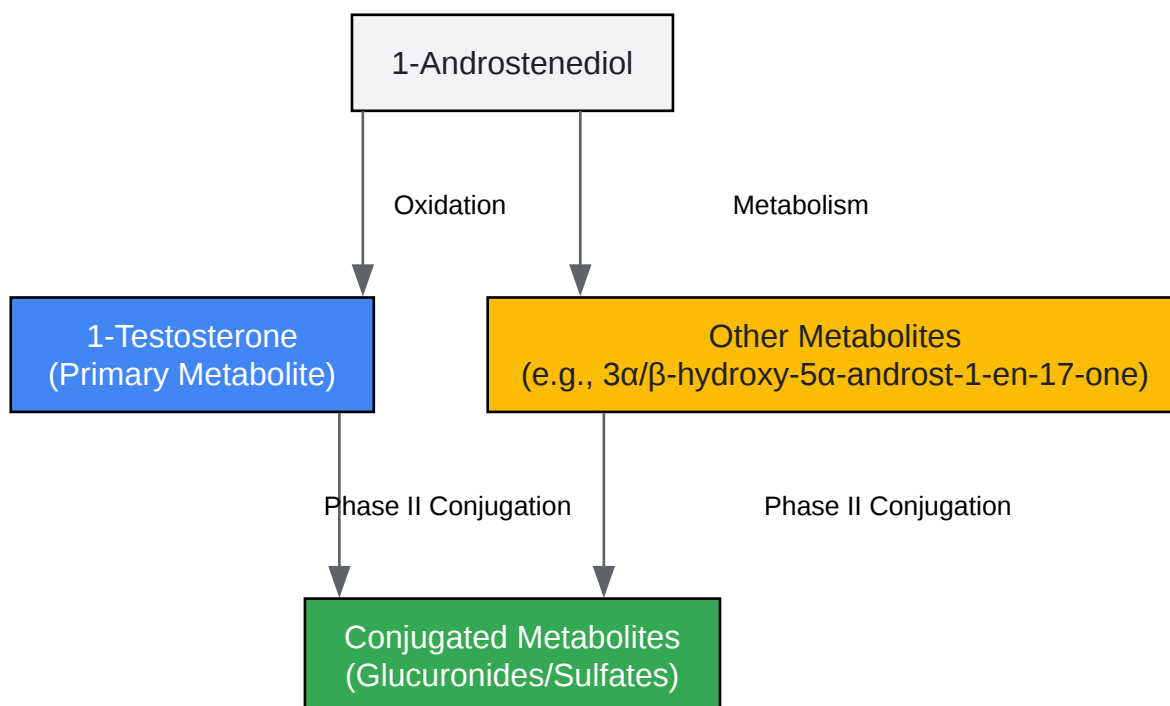 1-Androstenediol
Oxidation
Metabolism
1-Testosterone
(Primary Metabolite)
Other Metabolites
(e.g., 3α/β-hydroxy-5α-androst-1-en-17-one)
Phase II Conjugation
Phase II Conjugation
Conjugated Metabolites
(Glucuronides/Sulfates)